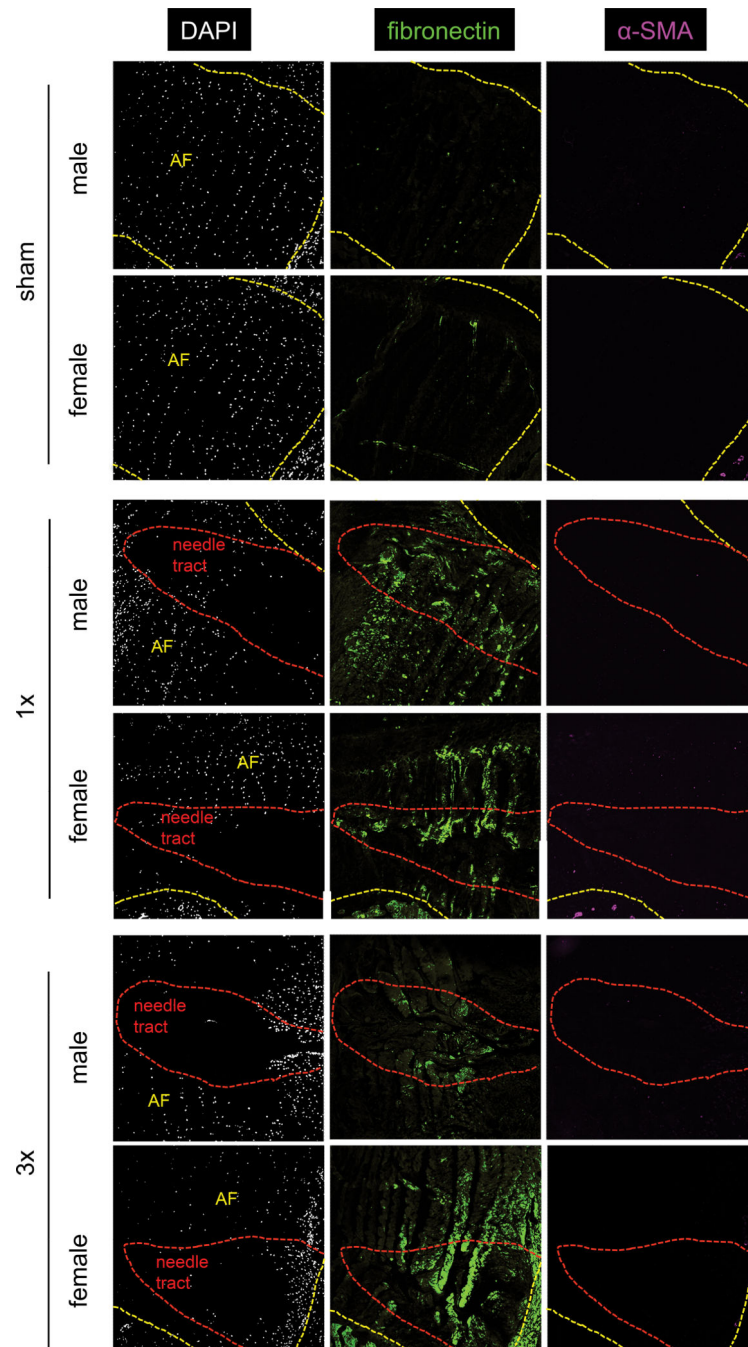 DAPI
fibronectin
α-SMA
sham
male
AF
female
AF
1x
male
needle
tract
AF
female
AF
needle
tract
3x
male
needle
tract
AF
female
AF
needle
tract